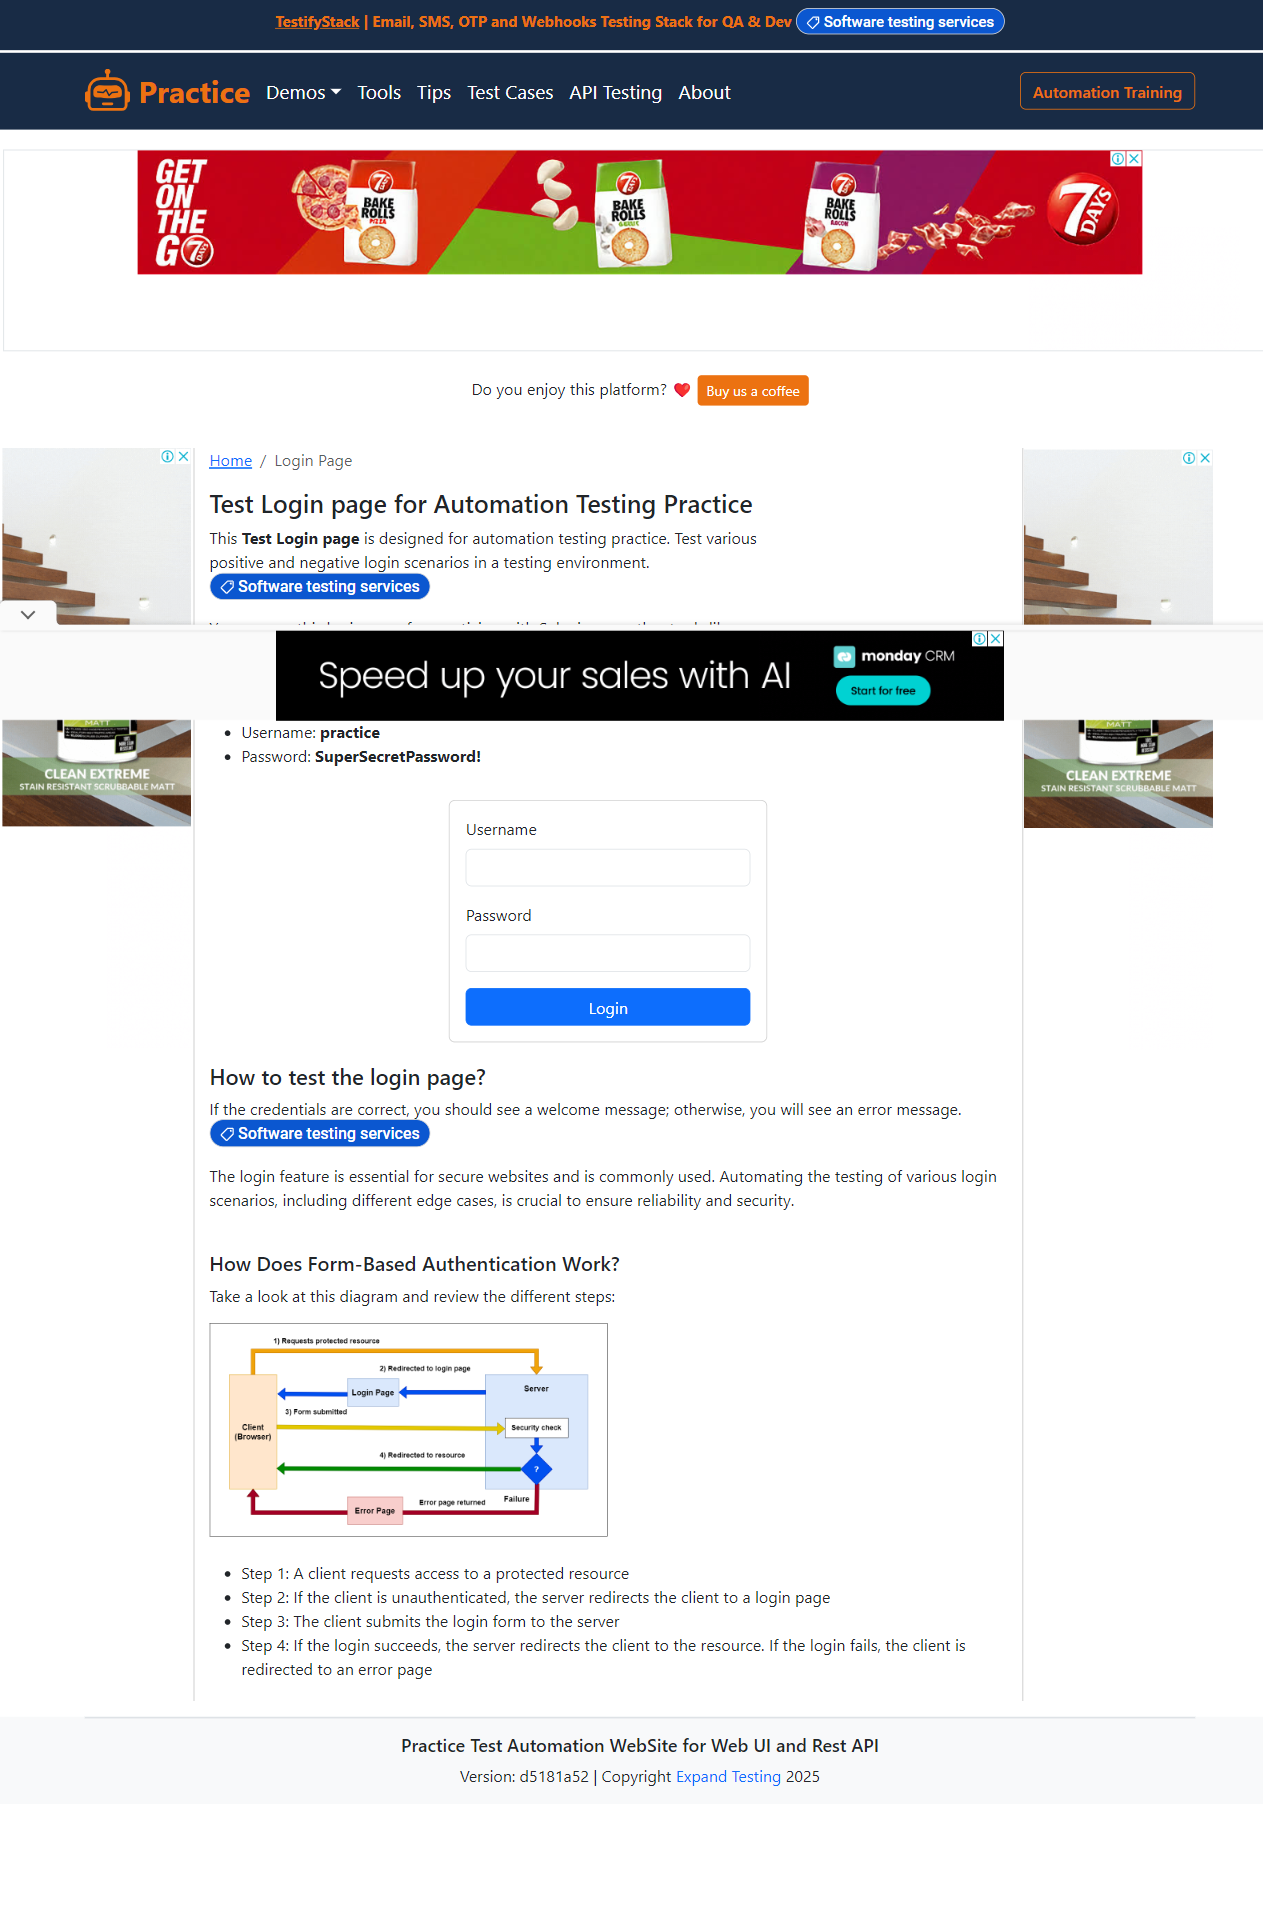 TestifyStack | Email, SMS, OTP and Webhooks Testing Stack for QA & Dev Software testing services
Practice Demos Tools Tips Test Cases API Testing About Automation Training
GET
ON
THE
GO
7 DAYS
BAKE
ROLLS
PIZZA
BAKE
ROLLS
BAKE
ROLLS
BACON
7 DAYS
Do you enjoy this platform? Buy us a coffee
Home / Login Page
Test Login page for Automation Testing Practice
This Test Login page is designed for automation testing practice. Test various
positive and negative login scenarios in a testing environment.
Software testing services
Speed up your sales with AI
monday CRM
Start for free
Username: practice
Password: SuperSecretPassword!
MATT
CLEAN EXTREME
STAIN RESISTANT SCRUBBABLE MATT
MATT
CLEAN EXTREME
STAIN RESISTANT SCRUBBABLE MATT
Username
Password
Login
How to test the login page?
If the credentials are correct, you should see a welcome message; otherwise, you will see an error message.
Software testing services
The login feature is essential for secure websites and is commonly used. Automating the testing of various login
scenarios, including different edge cases, is crucial to ensure reliability and security.
How Does Form-Based Authentication Work?
Take a look at this diagram and review the different steps:
1) Requests protected resource
2) Redirected to login page
Server
Login Page
3) Form submitted
Client
(Browser)
Security check
4) Redirected to resource
?
Failure
Error page returned
Error Page
Step 1: A client requests access to a protected resource
Step 2: If the client is unauthenticated, the server redirects the client to a login page
Step 3: The client submits the login form to the server
Step 4: If the login succeeds, the server redirects the client to the resource. If the login fails, the client is
redirected to an error page
Practice Test Automation WebSite for Web UI and Rest API
Version: d5181a52 | Copyright Expand Testing 2025